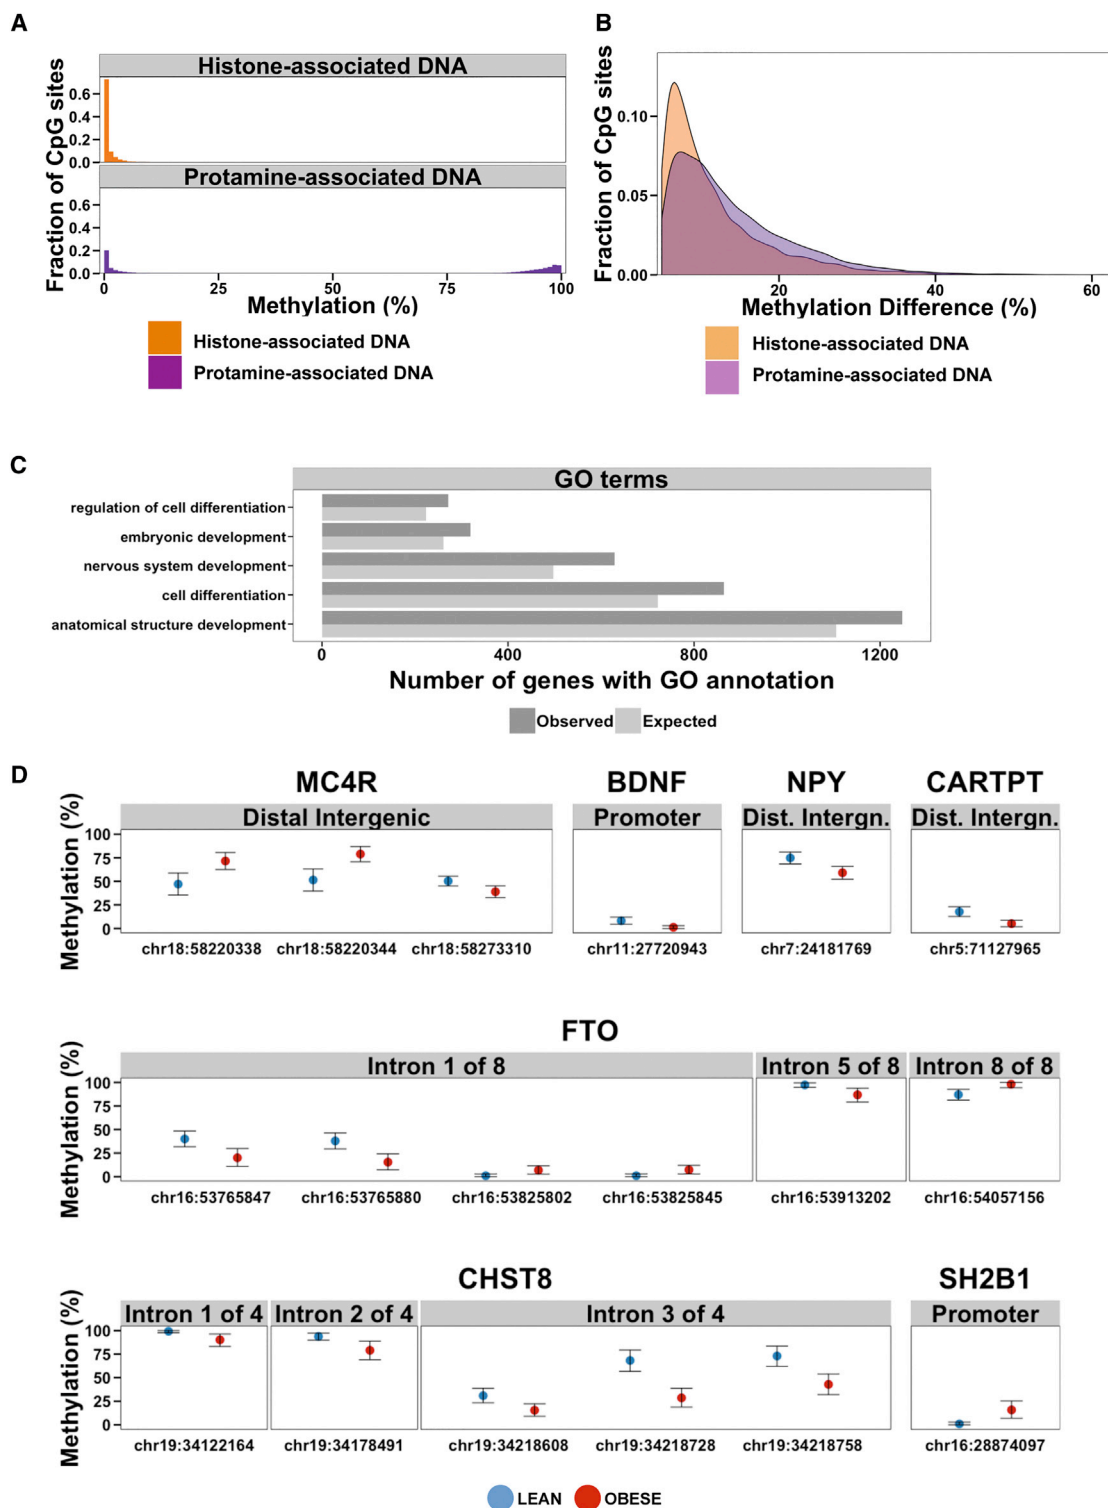 A
Histone-associated DNA
Fraction of CpG sites
0.6
0.4
0.2
0.0
Protamine-associated DNA
0.6
0.4
0.2
0.0
0 25 50 75 100
Methylation (%)
Histone-associated DNA
Protamine-associated DNA
B
Fraction of CpG sites
0.10
0.05
0.00
20 40 60
Methylation Difference (%)
Histone-associated DNA
Protamine-associated DNA
C
GO terms
regulation of cell differentiation
embryonic development
nervous system development
cell differentiation
anatomical structure development
0 400 800 1200
Number of genes with GO annotation
Observed Expected
D
MC4R BDNF NPY CARTPT
Distal Intergenic Promoter Dist. Intergn. Dist. Intergn.
Methylation (%)
100
75
50
25
0
chr18:58220338 chr18:58220344 chr18:58273310 chr11:27720943 chr7:24181769 chr5:71127965
FTO
Intron 1 of 8 Intron 5 of 8 Intron 8 of 8
Methylation (%)
100
75
50
25
0
chr16:53765847 chr16:53765880 chr16:53825802 chr16:53825845 chr16:53913202 chr16:54057156
CHST8 SH2B1
Intron 1 of 4 Intron 2 of 4 Intron 3 of 4 Promoter
Methylation (%)
100
75
50
25
0
chr19:34122164 chr19:34178491 chr19:34218608 chr19:34218728 chr19:34218758 chr16:28874097
LEAN OBESE